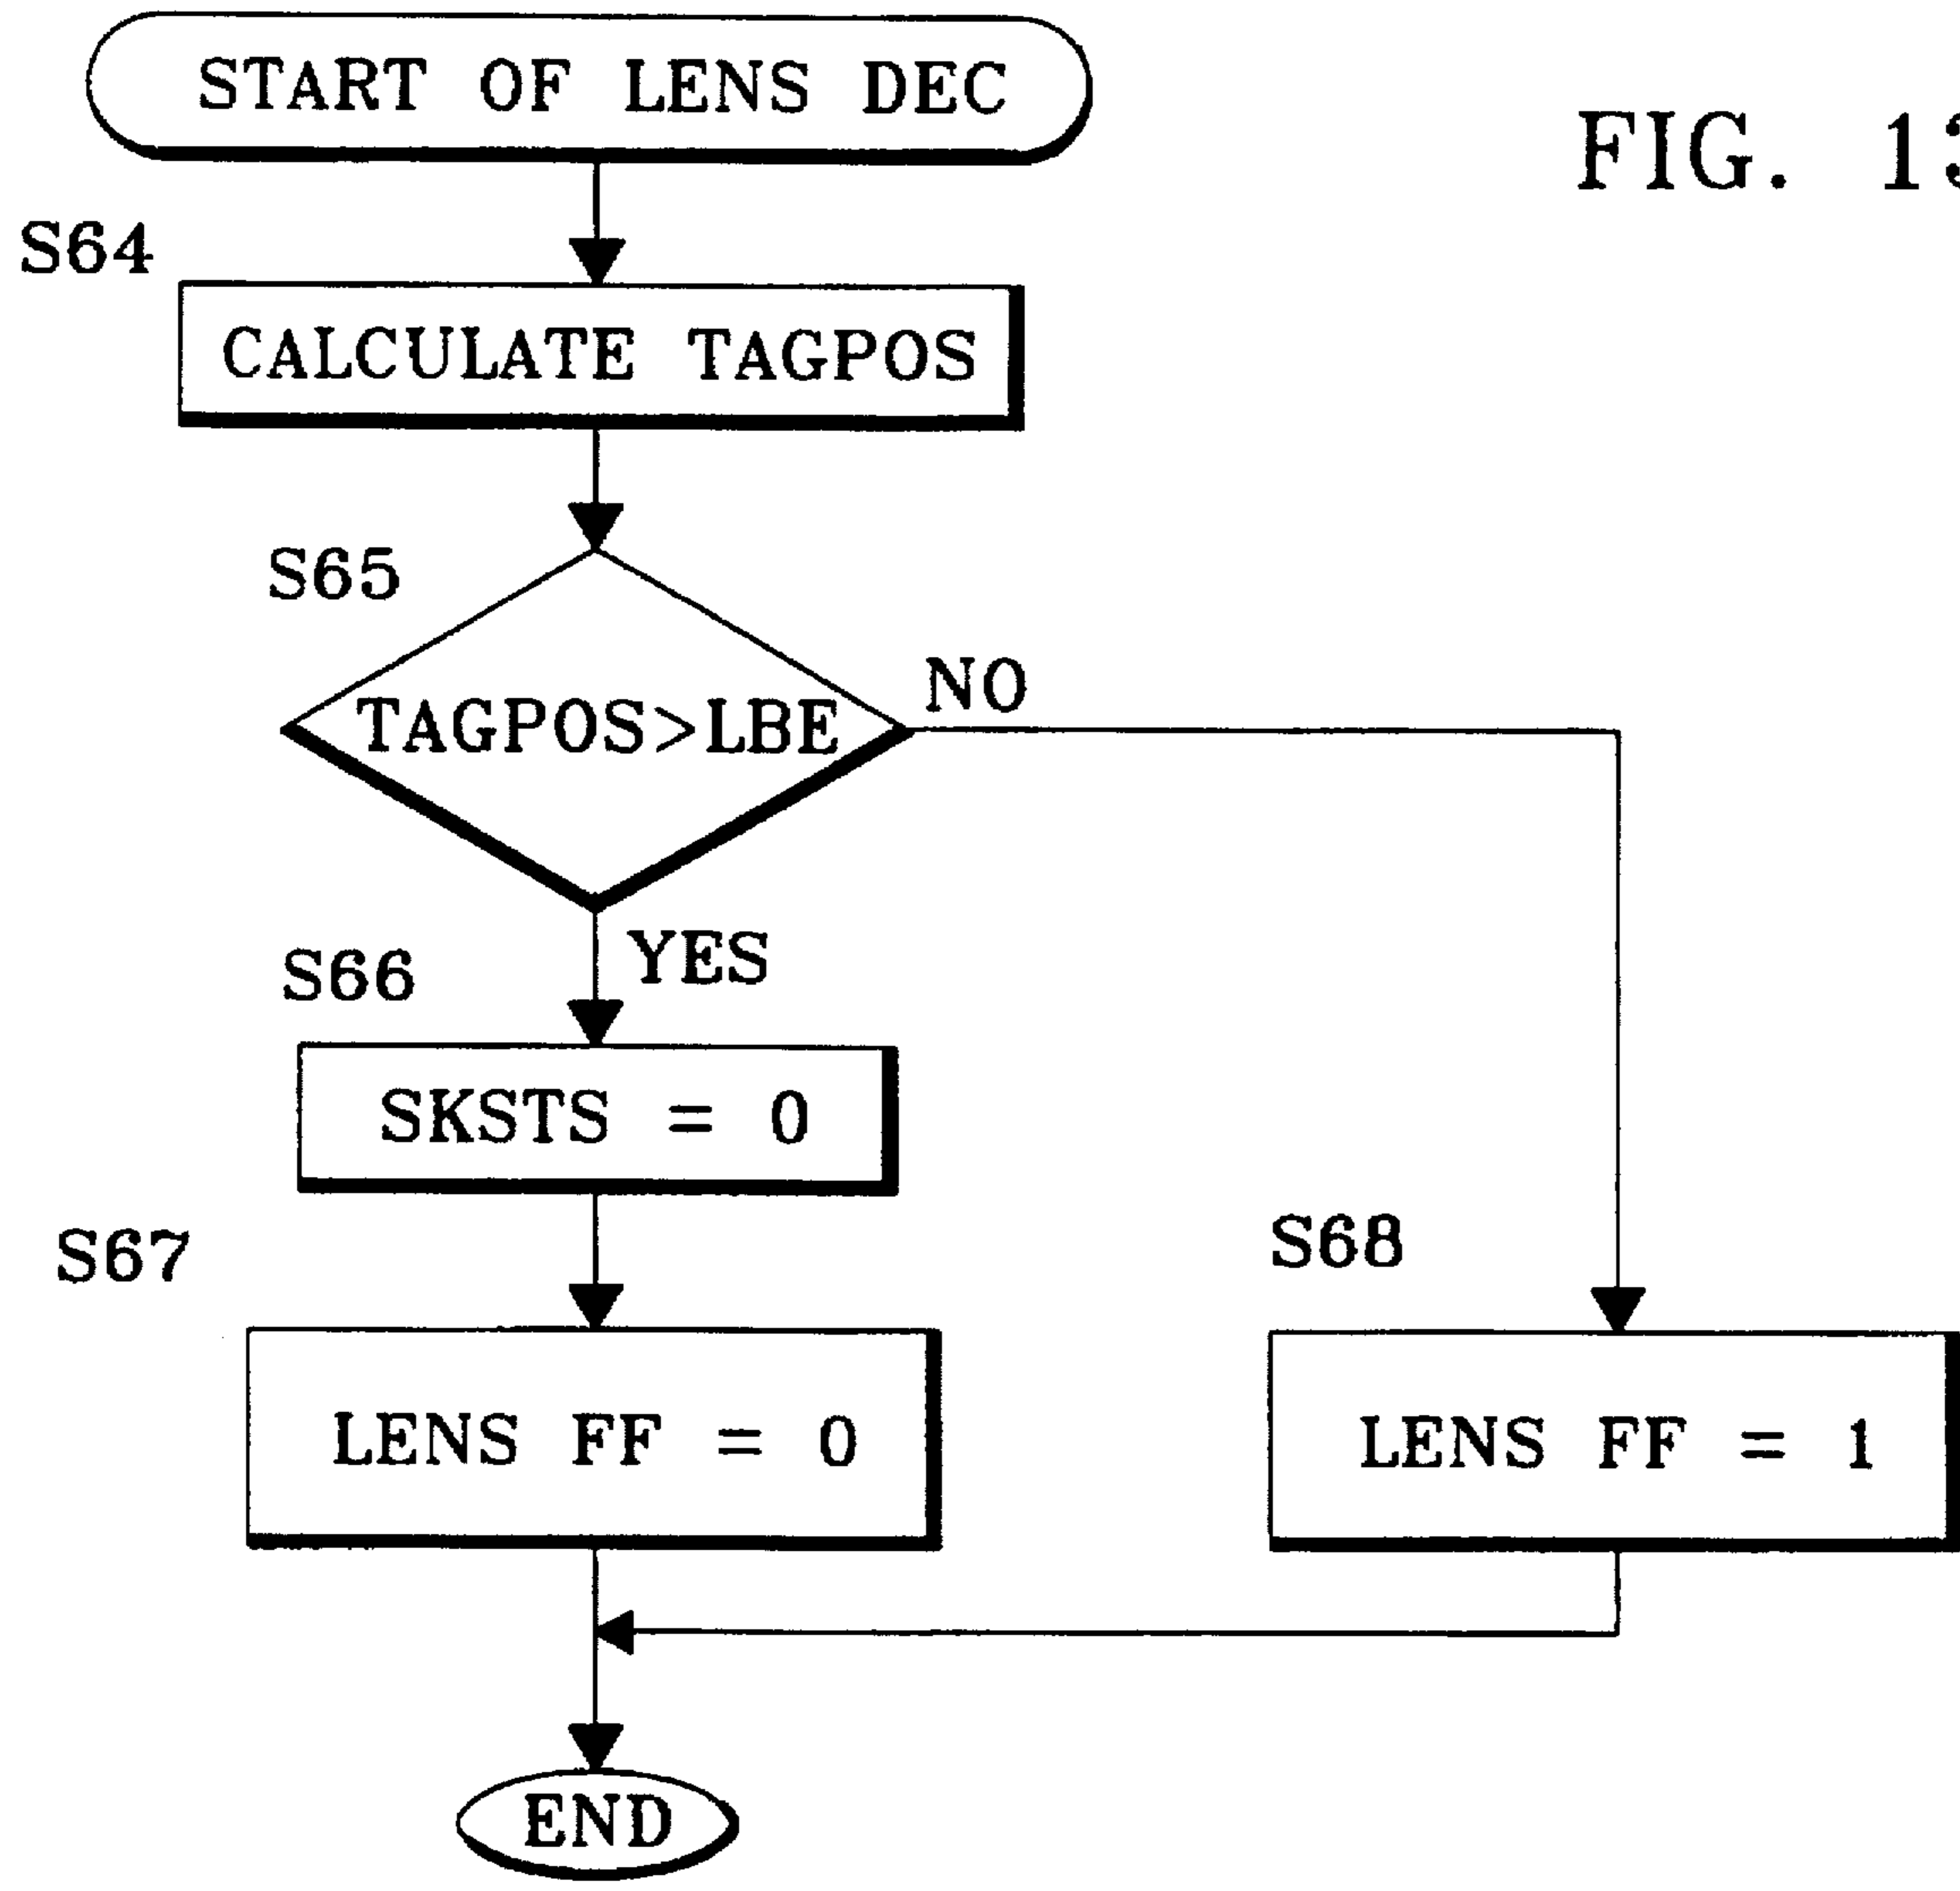 START OF LENS DEC
FIG. 13
S64
CALCULATE TAGPOS
S65
TAGPOS>LBE
NO
YES
S66
SKSTS = 0
S67
LENS FF = 0
S68
LENS FF = 1
END